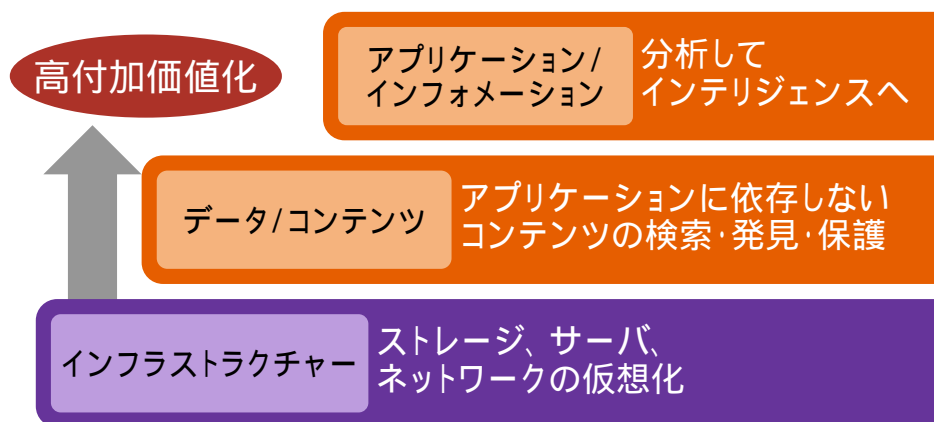 高付加価値化
アプリケーション/
インフォメーション
分析して
インテリジェンスへ
データ/コンテンツ
アプリケーションに依存しない
コンテンツの検索・発見・保護
インフラストラクチャー
ストレージ、サーバ、
ネットワークの仮想化